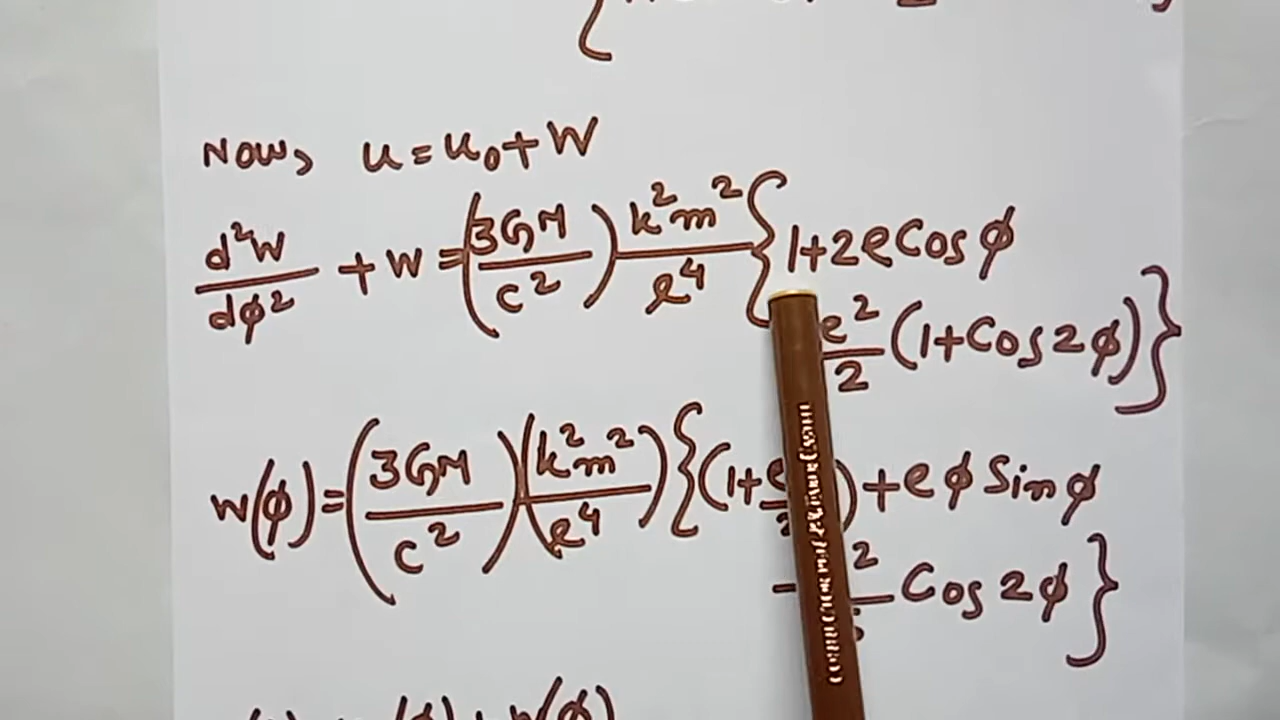 Now, u = u₀ + W
d²W/dφ² + W = (3GM/c²) k²m²/l⁴ {1+2e Cos φ
e²/2 (1+Cos 2φ)}
W(φ) = (3GM/c²)(k²m²/l⁴) {(1+e ) + e φ Sin φ
− ² Cos 2φ}